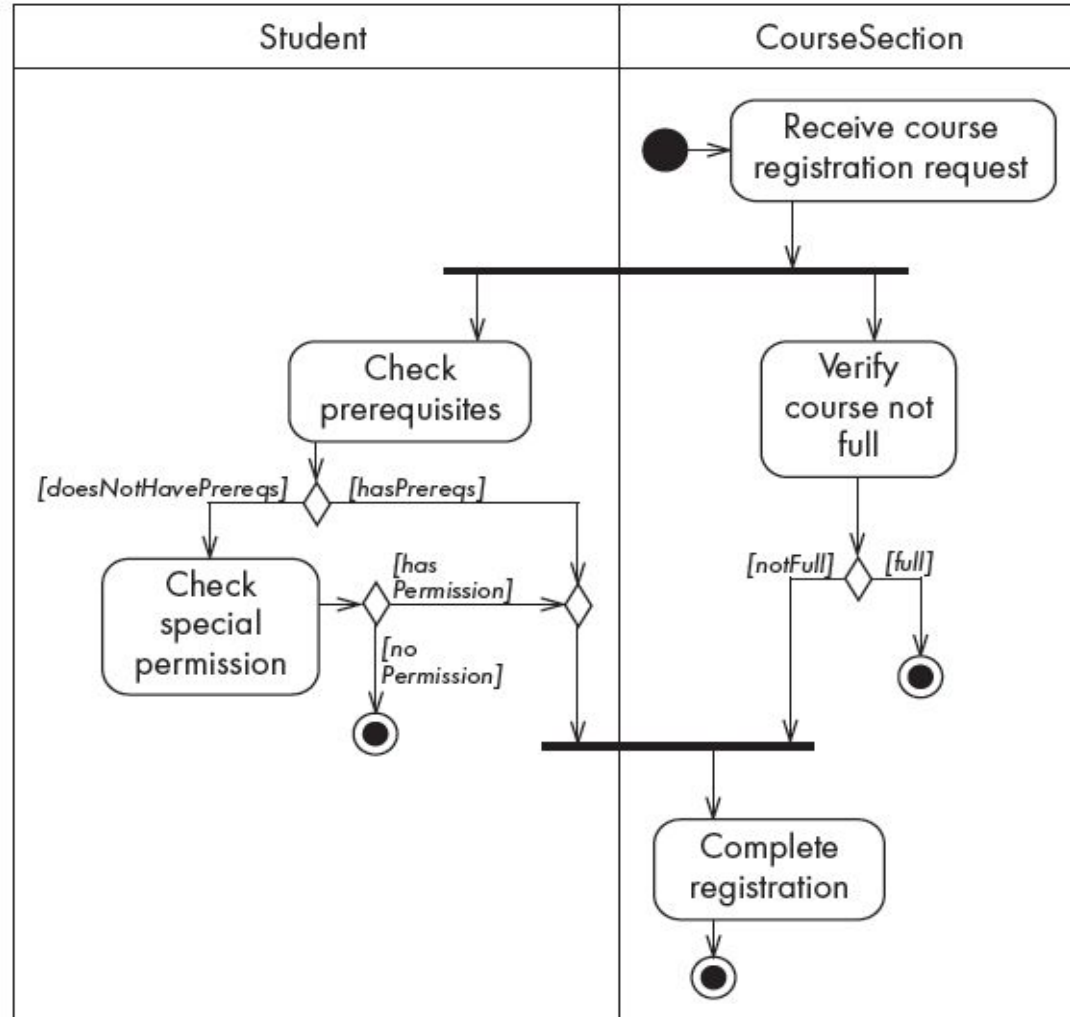 Student
CourseSection
Receive course
registration request
Check
prerequisites
Verify
course not
full
[doesNotHavePrereqs]
[hasPrereqs]
[notFull]
[full]
Check
special
permission
[has
Permission]
[no
Permission]
Complete
registration